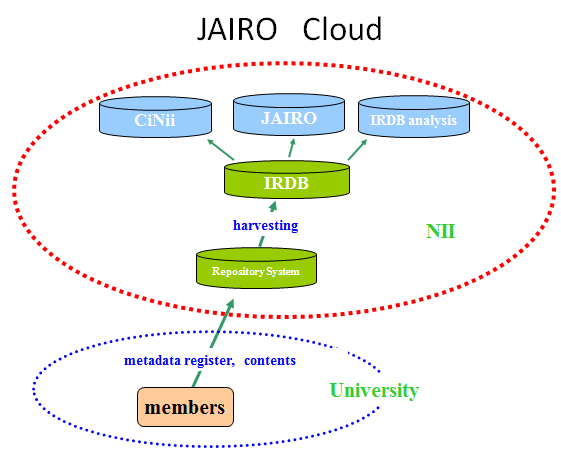 JAIRO Cloud
CiNii
JAIRO
IRDB analysis
IRDB
harvesting
NII
Repository System
metadata register, contents
University
members